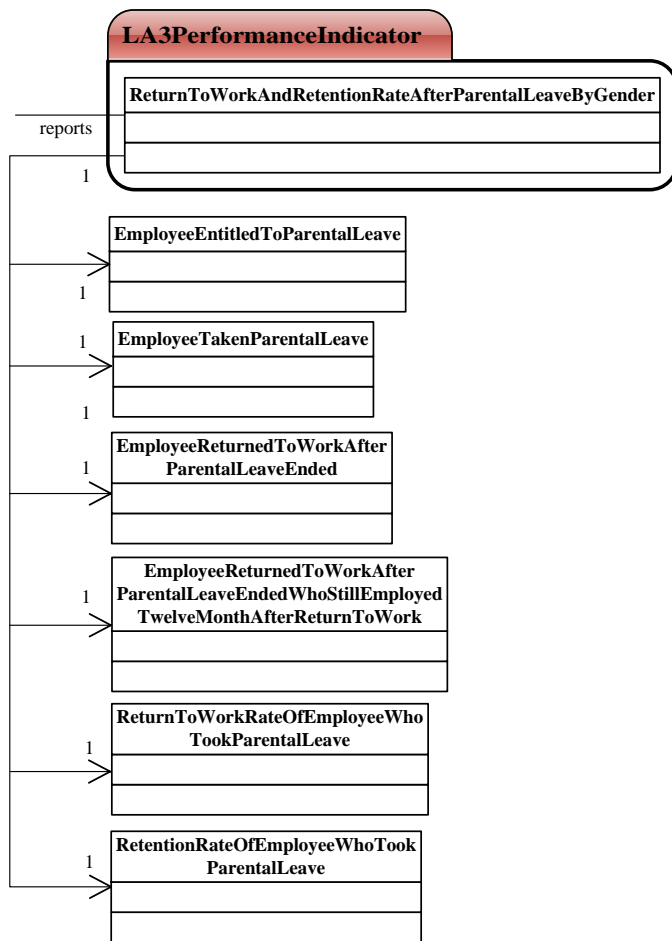 LA3PerformanceIndicator
ReturnToWorkAndRetentionRateAfterParentalLeaveByGender
reports
1
EmployeeEntitledToParentalLeave
1
1
EmployeeTakenParentalLeave
1
EmployeeReturnedToWorkAfter
ParentalLeaveEnded
1
EmployeeReturnedToWorkAfter
ParentalLeaveEndedWhoStillEmployed
TwelveMonthAfterReturnToWork
1
ReturnToWorkRateOfEmployeeWho
TookParentalLeave
1
RetentionRateOfEmployeeWhoTook
ParentalLeave
1